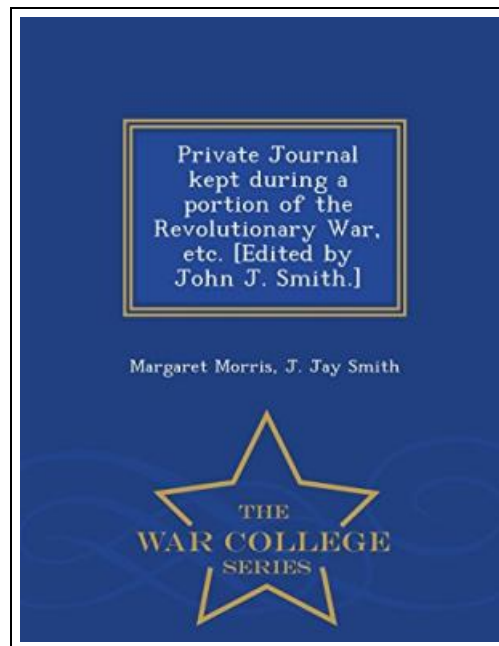 Private Journal
kept during a
portion of the
Revolutionary War,
etc. [Edited by
John J. Smith.]
Margaret Morris, J. Jay Smith
THE
WAR COLLEGE
SERIES